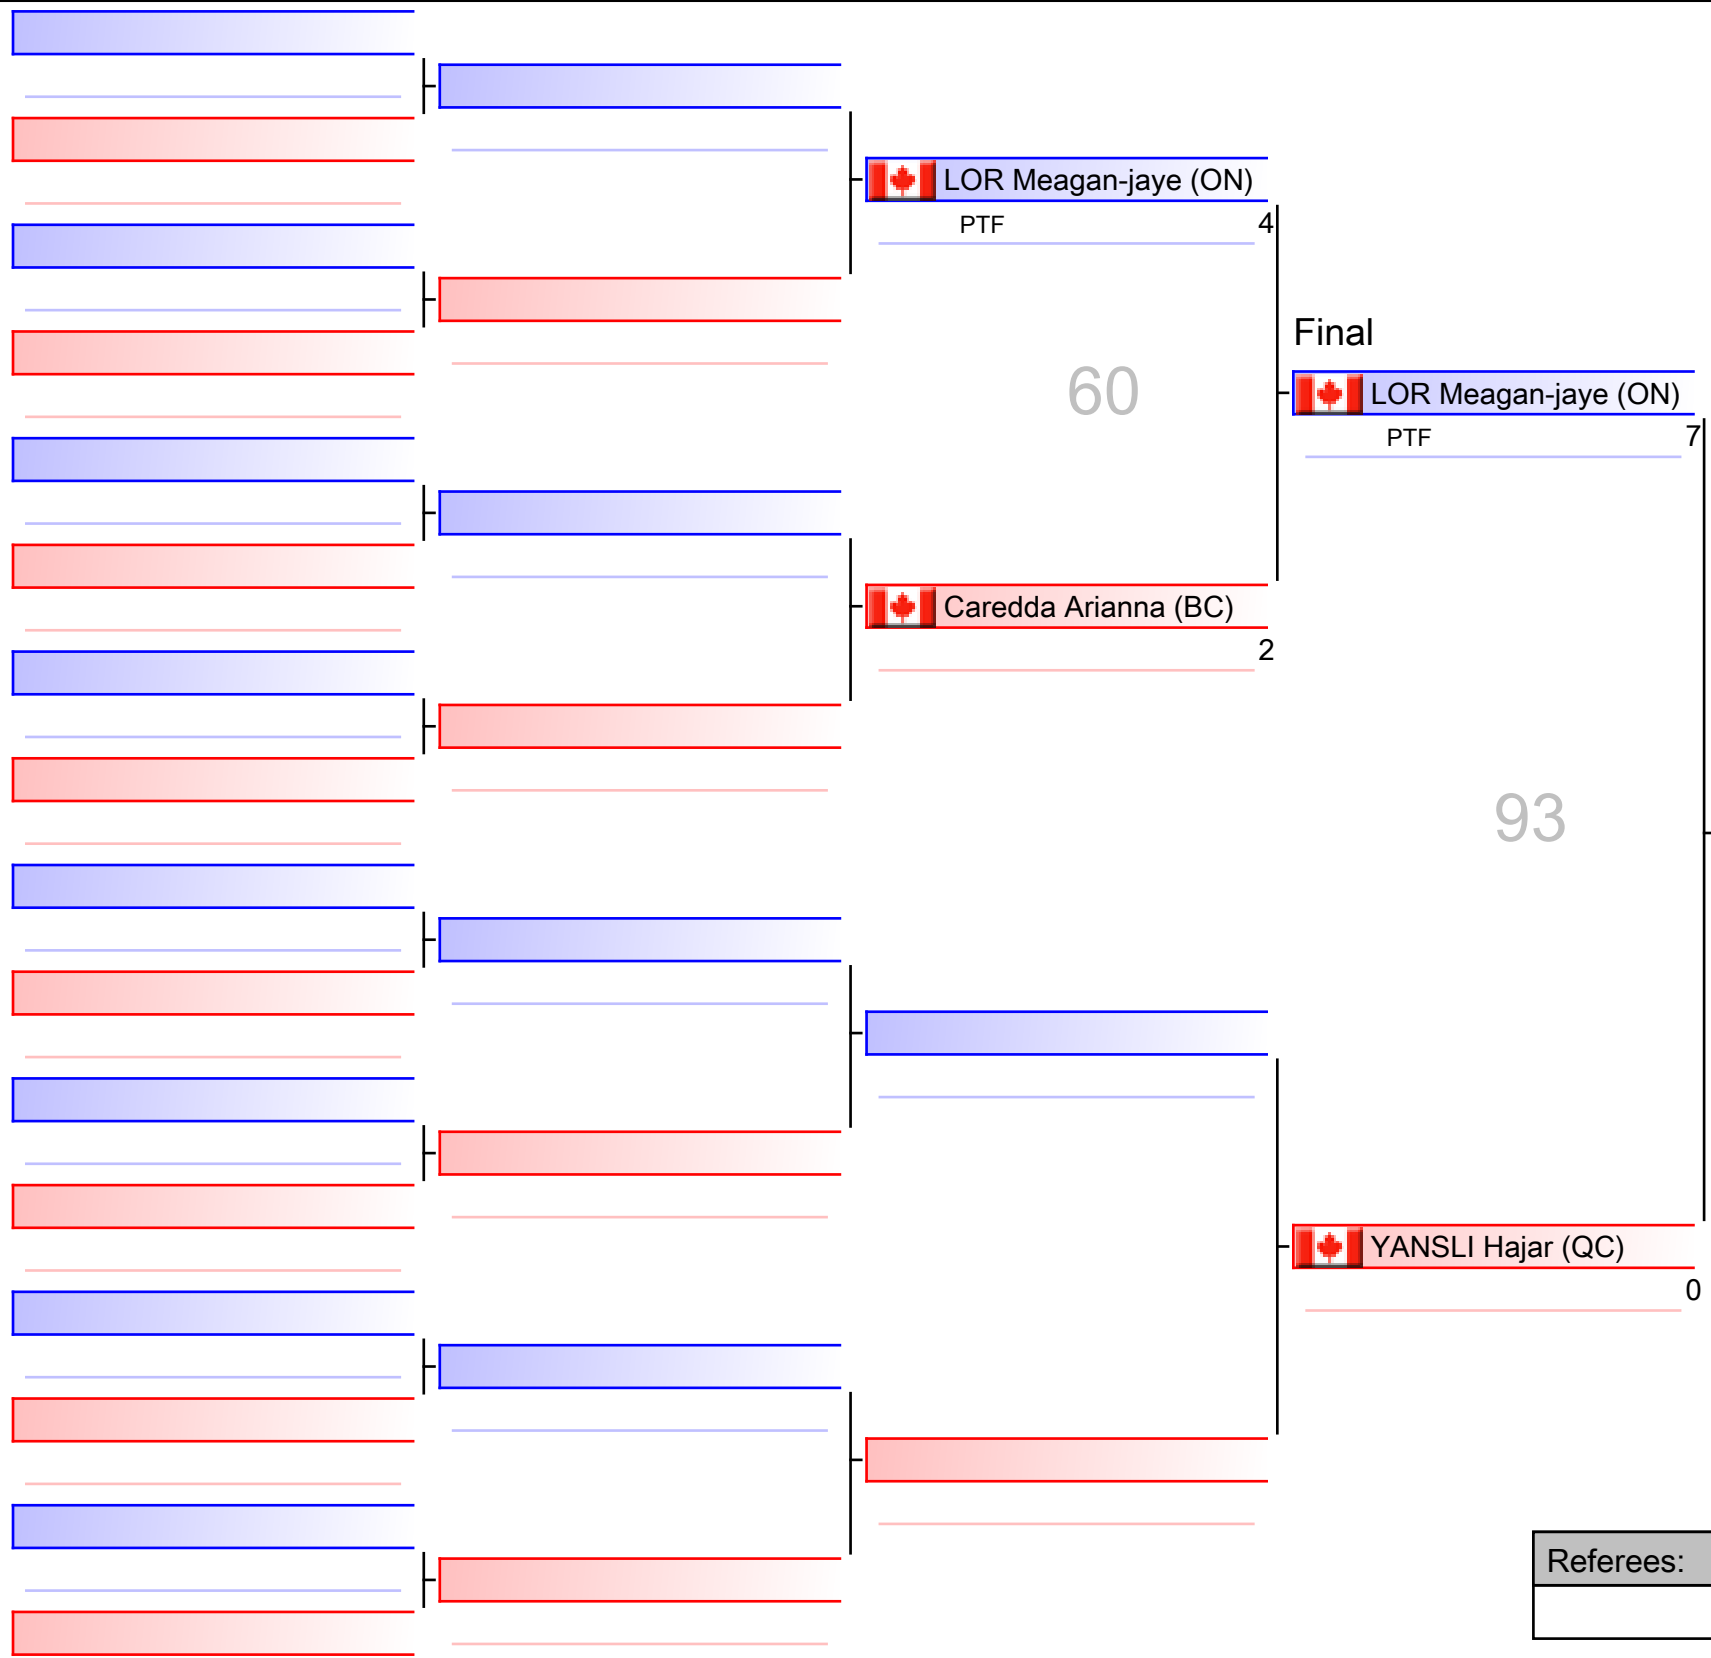 LOR Meagan-jaye (ON)
PTF 4
60
Caredda Arianna (BC)
2
Final
LOR Meagan-jaye (ON)
PTF 7
93
YANSLI Hajar (QC)
0
Referees: